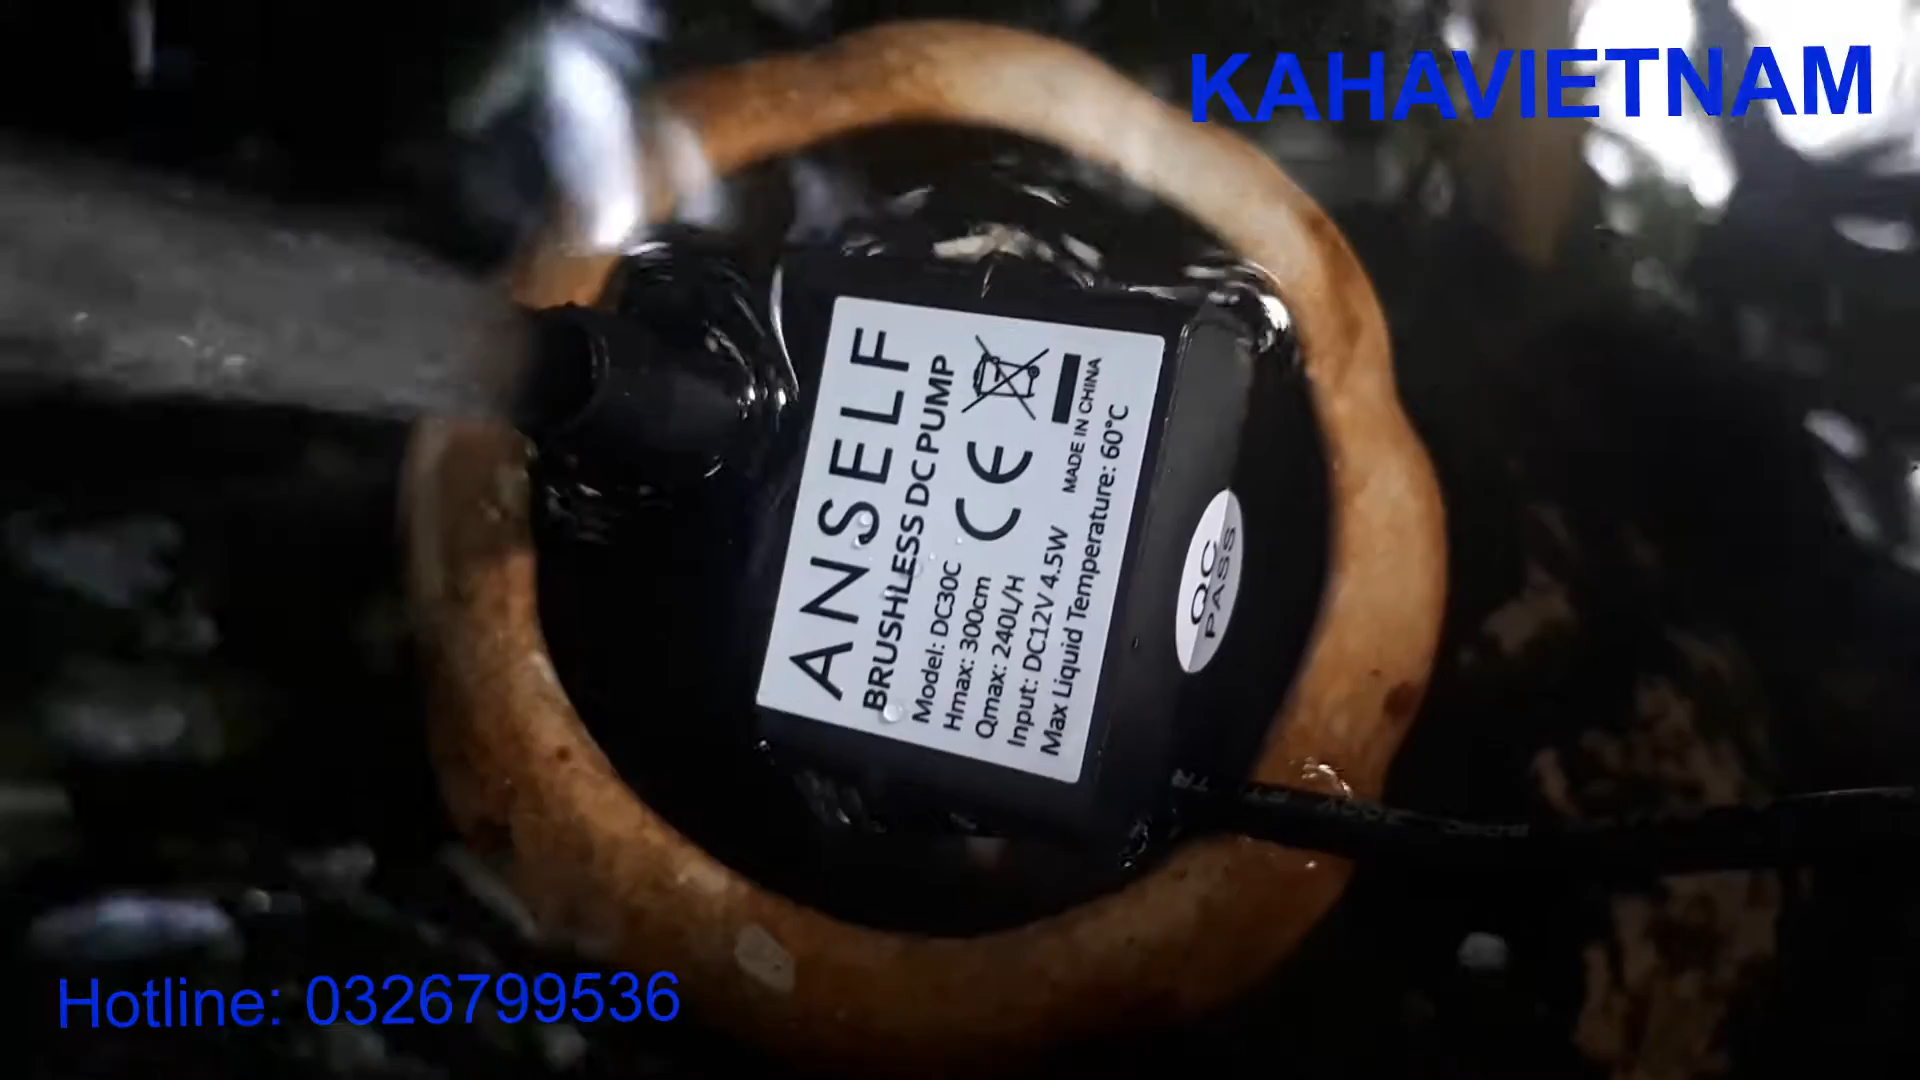 KAHAVIETNAM
ANSELF
BRUSHLESS DC PUMP
Model: DC30C
Hmax: 300cm
Qmax: 240L/H
Input: DC12V 4.5W
Max Liquid Temperature: 60°C
CE
MADE IN CHINA
QC
PASS
Hotline: 0326799536